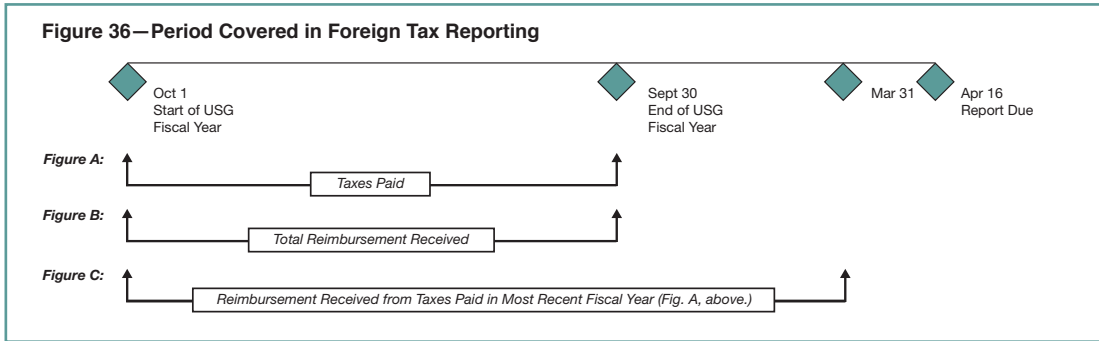 Figure 36—Period Covered in Foreign Tax Reporting
Oct 1
Start of USG
Fiscal Year
Sept 30
End of USG
Fiscal Year
Mar 31
Apr 16
Report Due
Figure A:
Taxes Paid
Figure B:
Total Reimbursement Received
Figure C:
Reimbursement Received from Taxes Paid in Most Recent Fiscal Year (Fig. A, above.)